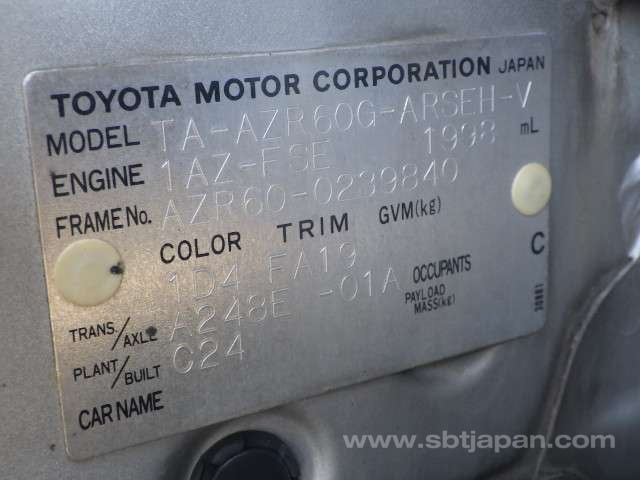 TOYOTA MOTOR CORPORATION JAPAN
MODEL TA-AZR60G-ARSEH-V
ENGINE 1AZ-FSE 1998 mL
FRAME No. AZR60-0239840
COLOR TRIM GVM(kg)
1D4 FA19
C
TRANS./AXLE A248E -01A OCCUPANTS
PAYLOAD MASS(kg)
PLANT/BUILT C24
CAR NAME
www.sbtjapan.com